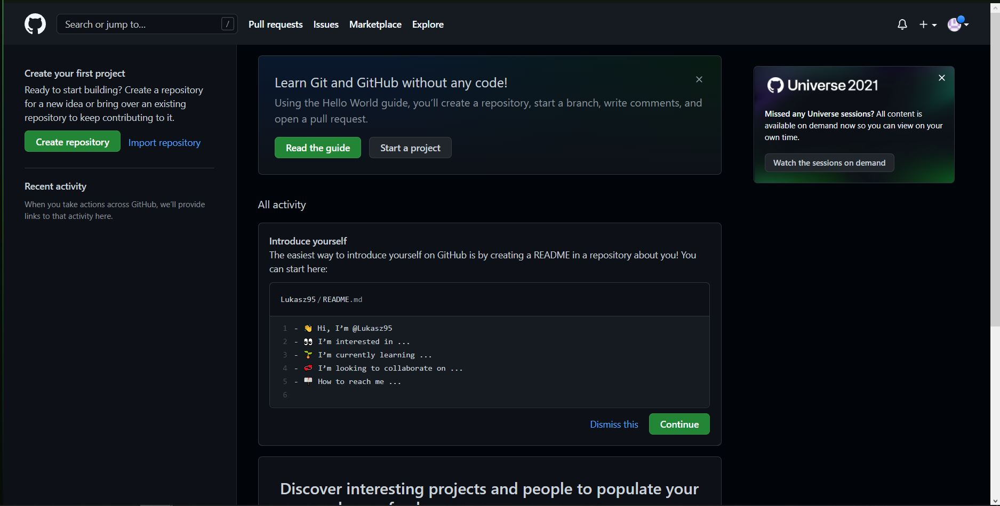 Search or jump to...
/
Pull requests
Issues
Marketplace
Explore
Create your first project
Ready to start building? Create a repository
for a new idea or bring over an existing
repository to keep contributing to it.
Create repository
Import repository
Recent activity
When you take actions across GitHub, we’ll provide
links to that activity here.
Learn Git and GitHub without any code!
Using the Hello World guide, you’ll create a repository, start a branch, write comments, and
open a pull request.
Read the guide
Start a project
All activity
Introduce yourself
The easiest way to introduce yourself on GitHub is by creating a README in a repository about you! You
can start here:
Lukasz95/README.md
1 - 👋 Hi, I’m @Lukasz95
2 - 👀 I’m interested in ...
3 - 🌱 I’m currently learning ...
4 - 💞️ I’m looking to collaborate on ...
5 - 📫 How to reach me ...
6
Dismiss this
Continue
Discover interesting projects and people to populate your
Universe 2021
Missed any Universe sessions? All content is
available on demand now so you can view on your
own time.
Watch the sessions on demand